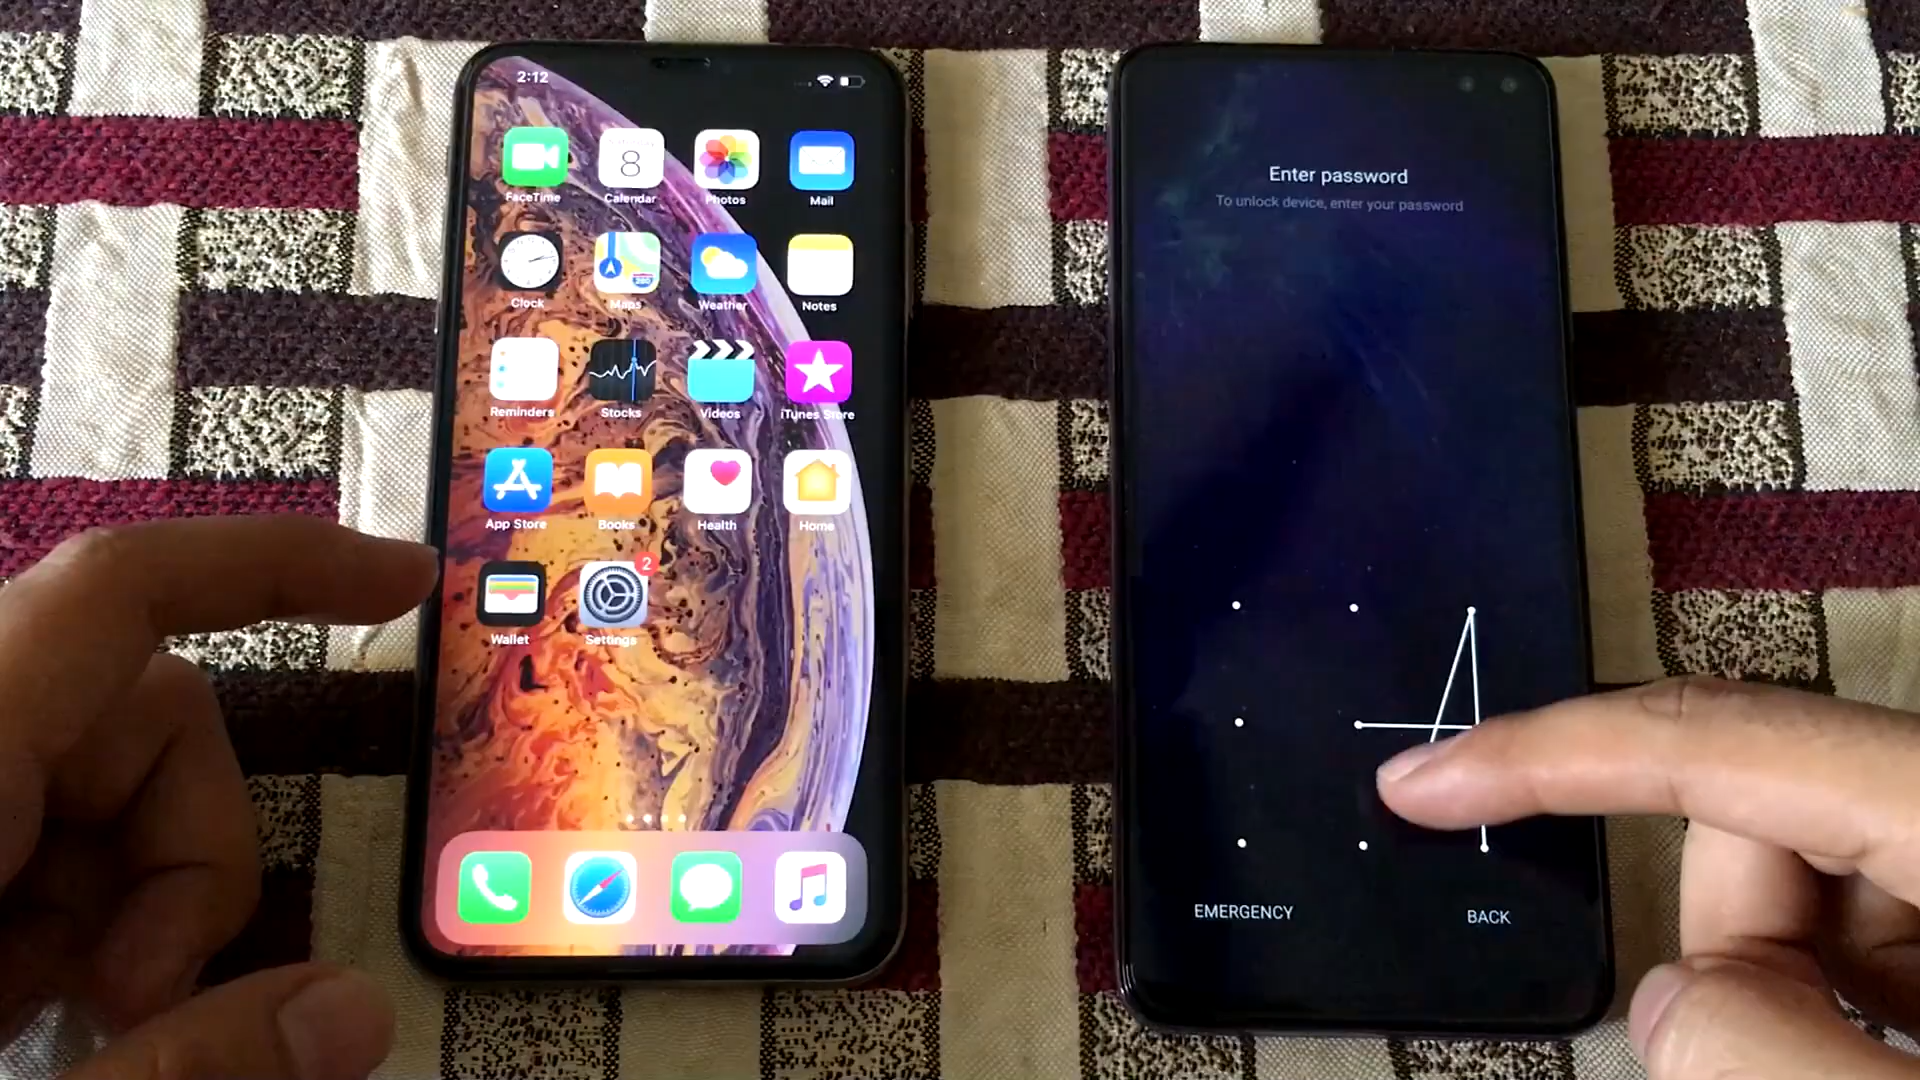 2:12
8
FaceTime
Calendar
Photos
Mail
Clock
Maps
Weather
Notes
Reminders
Stocks
Videos
iTunes Store
App Store
Books
Health
Home
2
Wallet
Settings
Enter password
To unlock device, enter your password
EMERGENCY
BACK